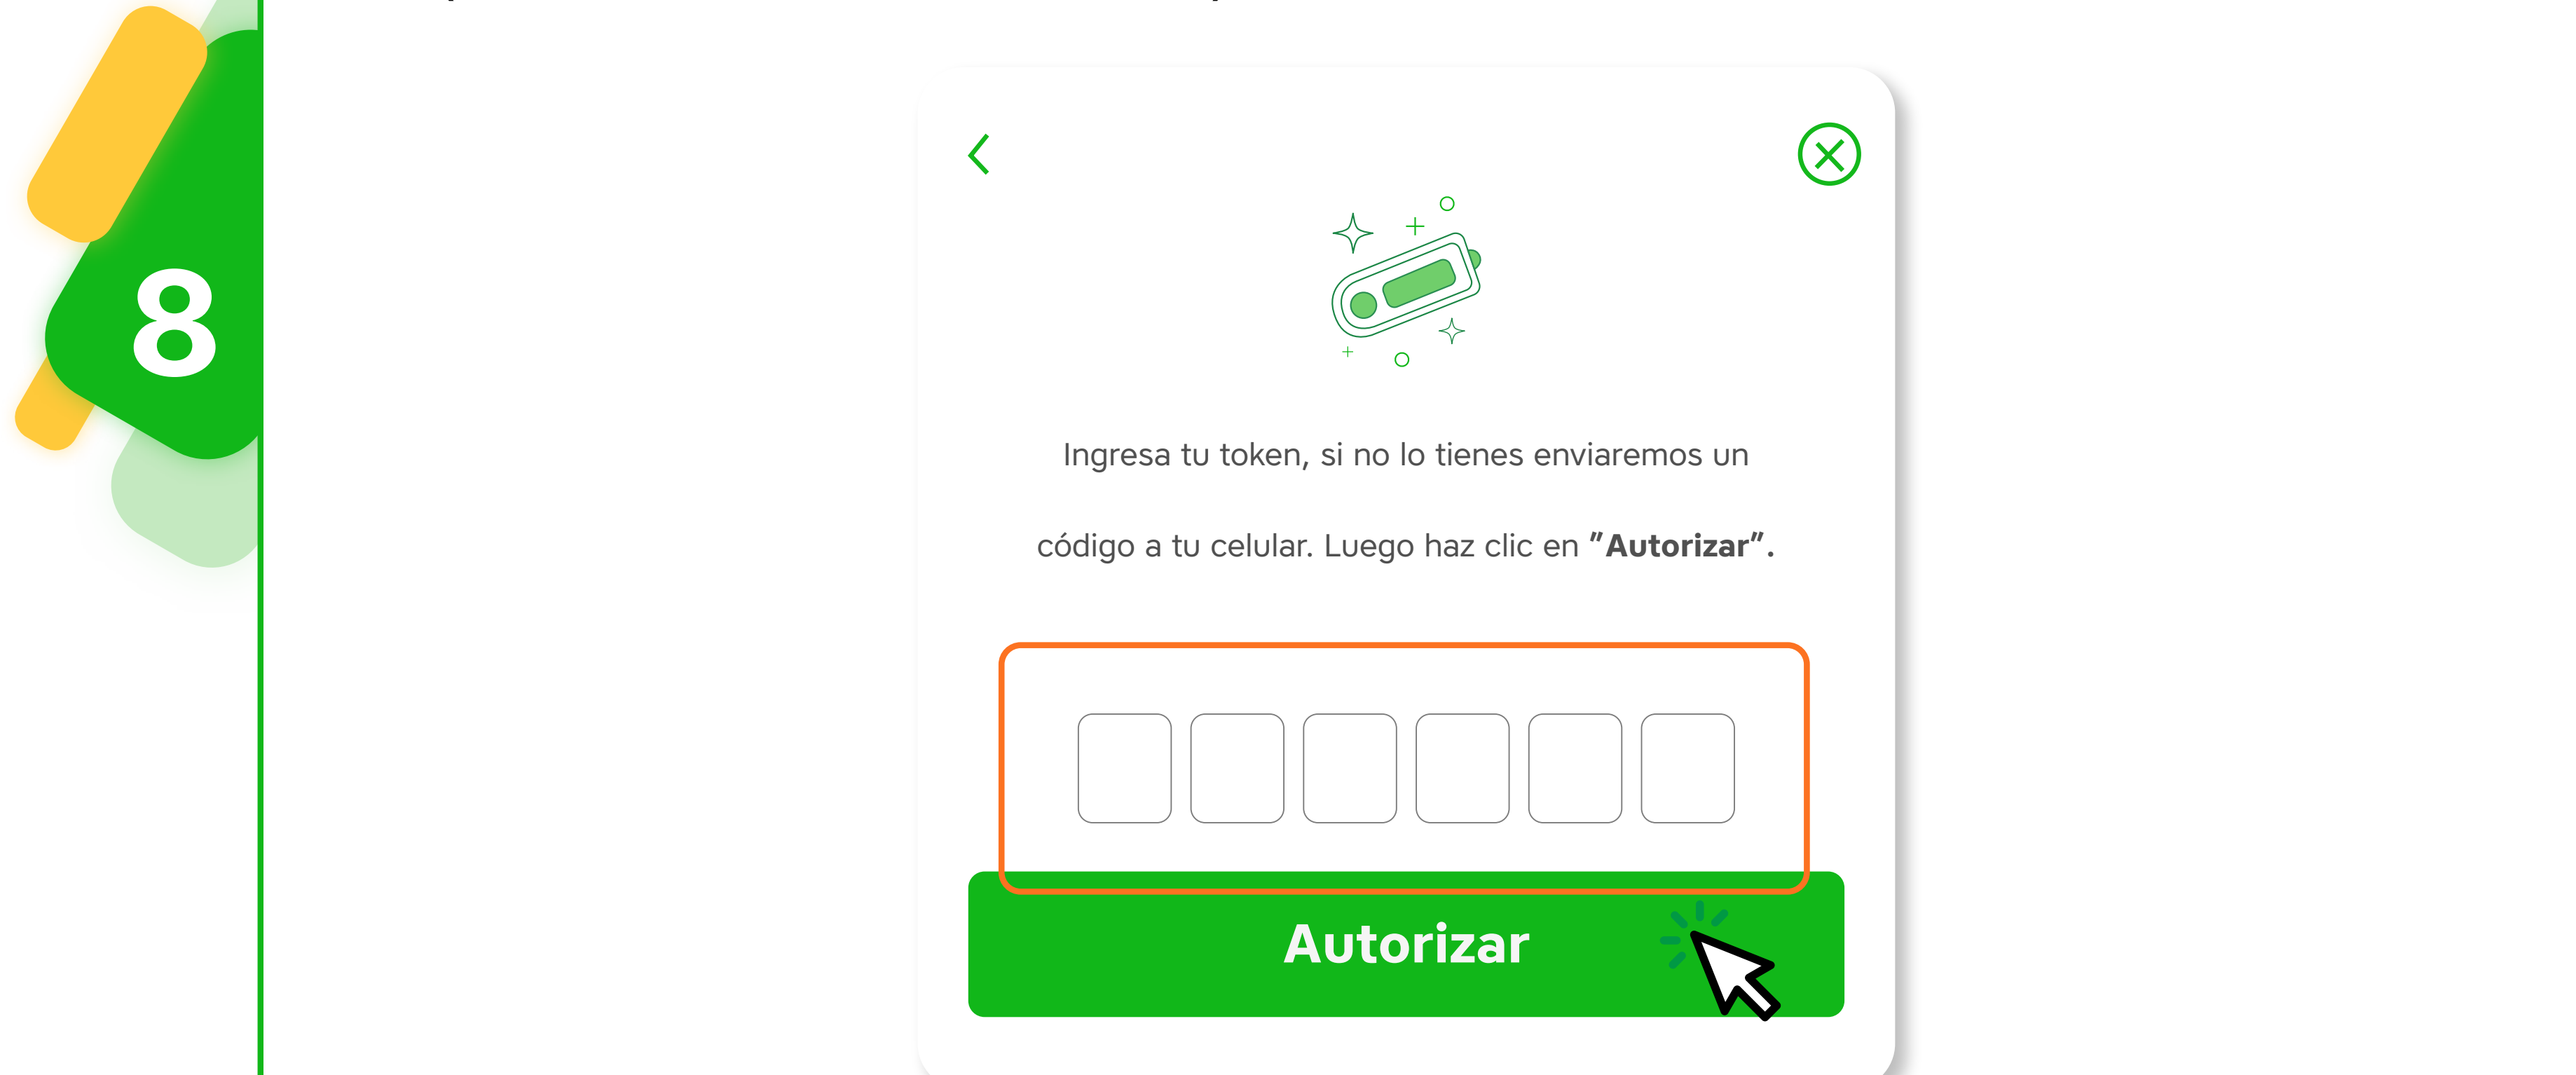 8
Ingresa tu token, si no lo tienes enviaremos un
código a tu celular. Luego haz clic en "Autorizar".
Autorizar